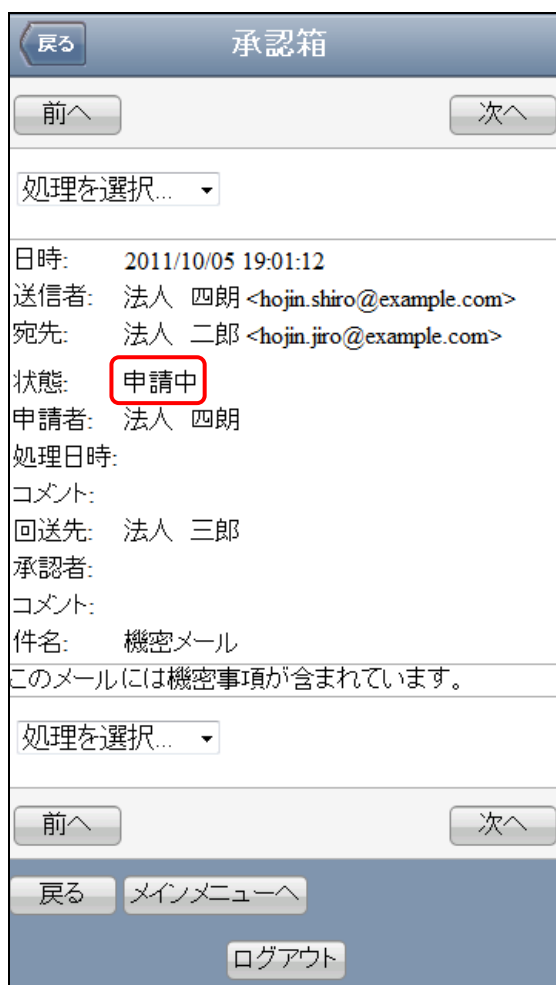 戻る 承認箱
前へ 次へ
処理を選択...
日時: 2011/10/05 19:01:12
送信者: 法人 四朗 <hojin.shiro@example.com>
宛先: 法人 二郎 <hojin.jiro@example.com>
状態: 申請中
申請者: 法人 四朗
処理日時:
コメント:
回送先: 法人 三郎
承認者:
コメント:
件名: 機密メール
このメールには機密事項が含まれています。
処理を選択...
前へ 次へ
戻る メインメニューへ
ログアウト